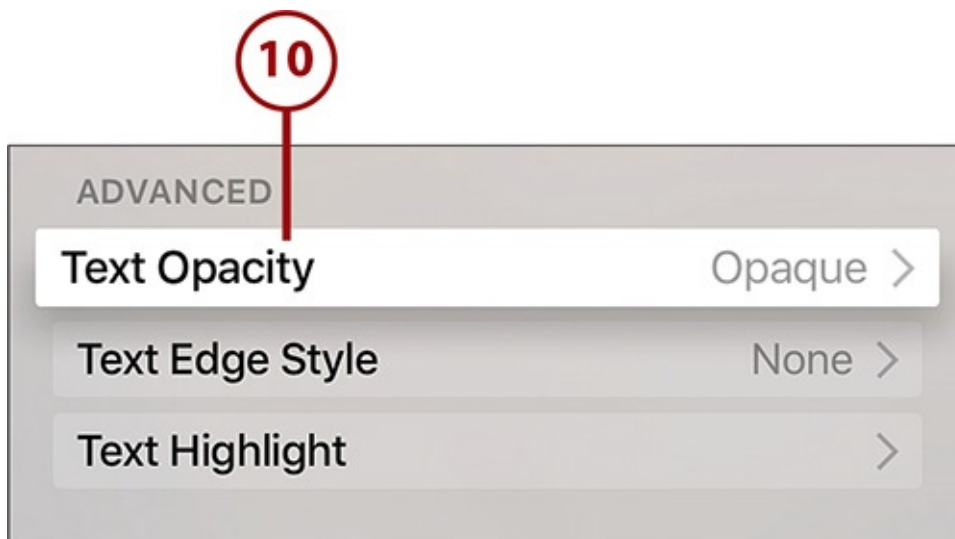 10
ADVANCED
Text Opacity Opaque >
Text Edge Style None >
Text Highlight >